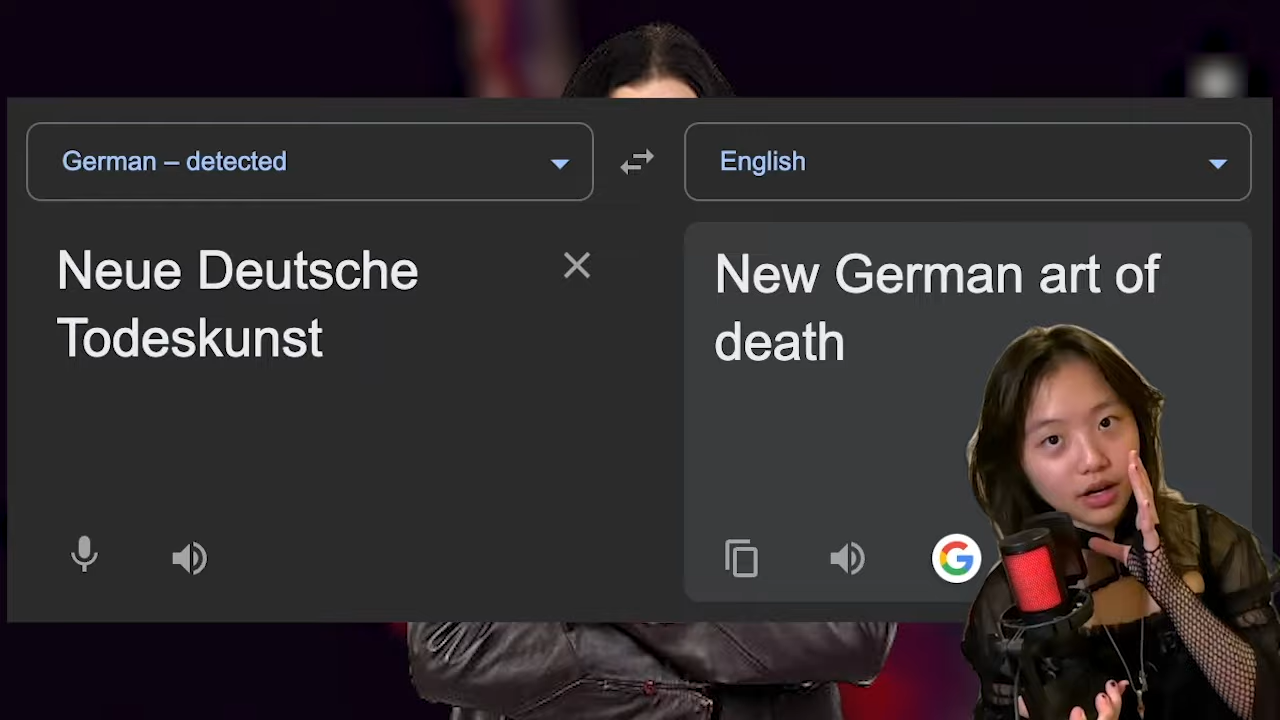 German – detected
English
Neue Deutsche
Todeskunst
New German art of
death